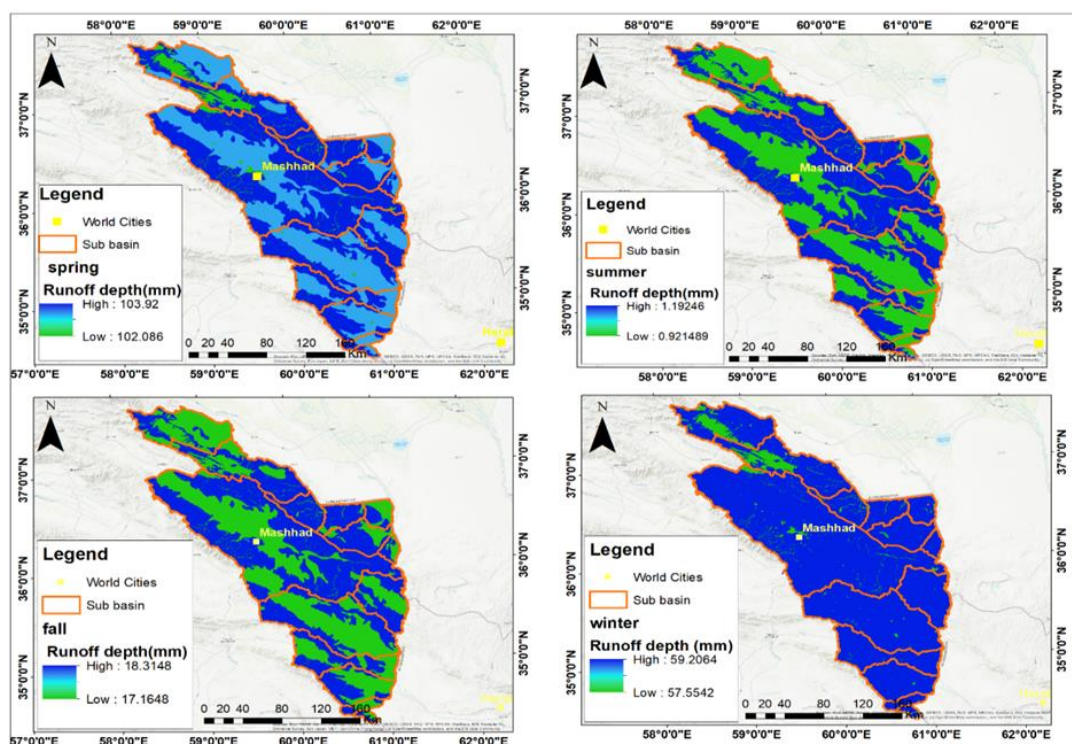 58°0'0"E 59°0'0"E 60°0'0"E 61°0'0"E 62°0'0"E
N
37°0'0"N
36°0'0"N
35°0'0"N
37°0'0"N
36°0'0"N
35°0'0"N
Mashhad
Legend
World Cities
Sub basin
spring
Runoff depth(mm)
High : 103.92
Low : 102.086
0 20 40 80 120 160
Km
57°0'0"E 58°0'0"E 59°0'0"E 60°0'0"E 61°0'0"E 62°0'0"E
N
37°0'0"N
36°0'0"N
35°0'0"N
Mashhad
Legend
World Cities
Sub basin
summer
Runoff depth(mm)
High : 1.19246
Low : 0.921489
0 20 40 80 120 160
Km
58°0'0"E 59°0'0"E 60°0'0"E 61°0'0"E 62°0'0"E
N
37°0'0"N
36°0'0"N
35°0'0"N
Mashhad
Legend
World Cities
Sub basin
fall
Runoff depth (mm)
High : 18.3148
Low : 17.1648
0 20 40 80 120 160
Km
N
37°0'0"N
36°0'0"N
35°0'0"N
Mashhad
Legend
World Cities
Sub basin
winter
Runoff depth (mm)
High : 59.2064
Low : 57.5542
0 20 40 80 120 160
Km